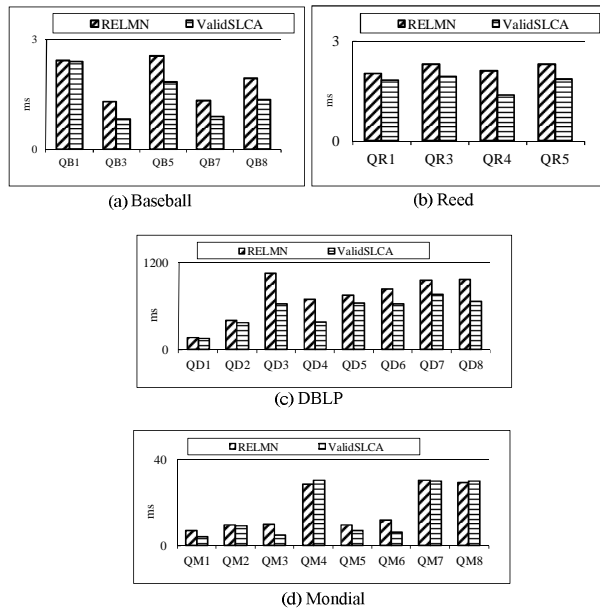 RELMN ValidSLCA
3
ms
0
QB1 QB3 QB5 QB7 QB8
(a) Baseball
RELMN ValidSLCA
3
ms
0
QR1 QR3 QR4 QR5
(b) Reed
RELMN ValidSLCA
1200
ms
0
QD1 QD2 QD3 QD4 QD5 QD6 QD7 QD8
(c) DBLP
RELMN ValidSLCA
40
ms
0
QM1 QM2 QM3 QM4 QM5 QM6 QM7 QM8
(d) Mondial